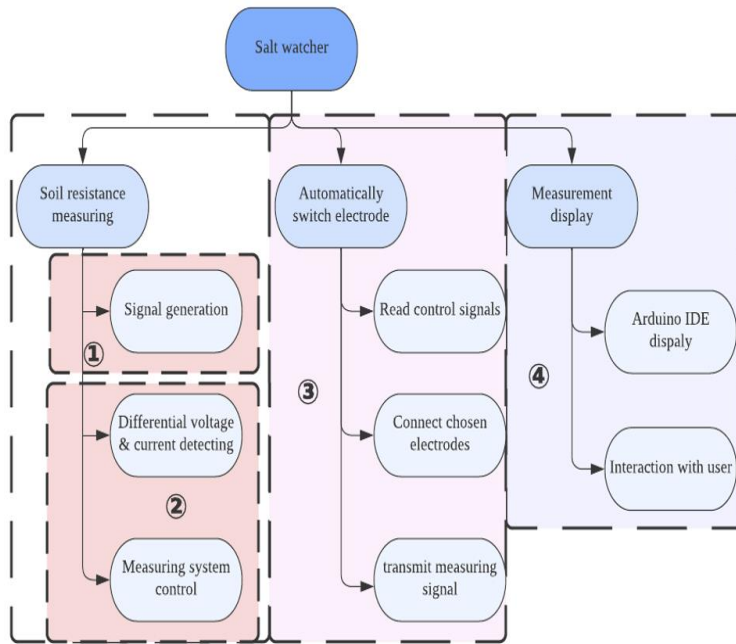 Salt watcher
Soil resistance
measuring
Automatically
switch electrode
Measurement
display
Signal generation
Read control signals
Arduino IDE
dispaly
①
③
④
Differential voltage
& current detecting
Connect chosen
electrodes
Interaction with user
②
Measuring system
control
transmit measuring
signal